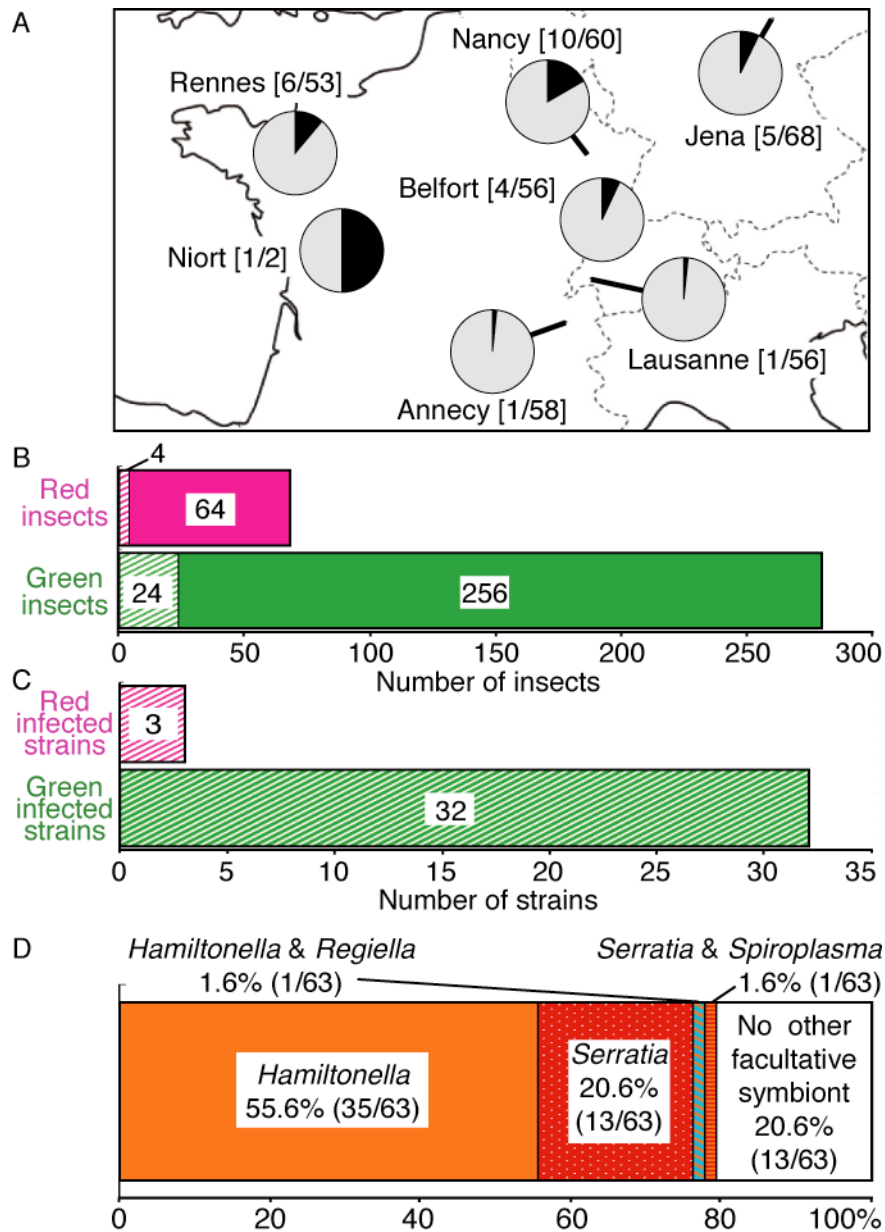 A
Nancy [10/60]
Rennes [6/53]
Jena [5/68]
Belfort [4/56]
Niort [1/2]
Lausanne [1/56]
Annecy [1/58]
B
4
Red
insects
64
Green
insects
24
256
0 50 100 150 200 250 300
Number of insects
C
Red
infected
strains
3
Green
infected
strains
32
0 5 10 15 20 25 30 35
Number of strains
D
Hamiltonella & Regiella
1.6% (1/63)
Serratia & Spiroplasma
1.6% (1/63)
Hamiltonella
55.6% (35/63)
Serratia
20.6%
(13/63)
No other
facultative
symbiont
20.6%
(13/63)
0 20 40 60 80 100%